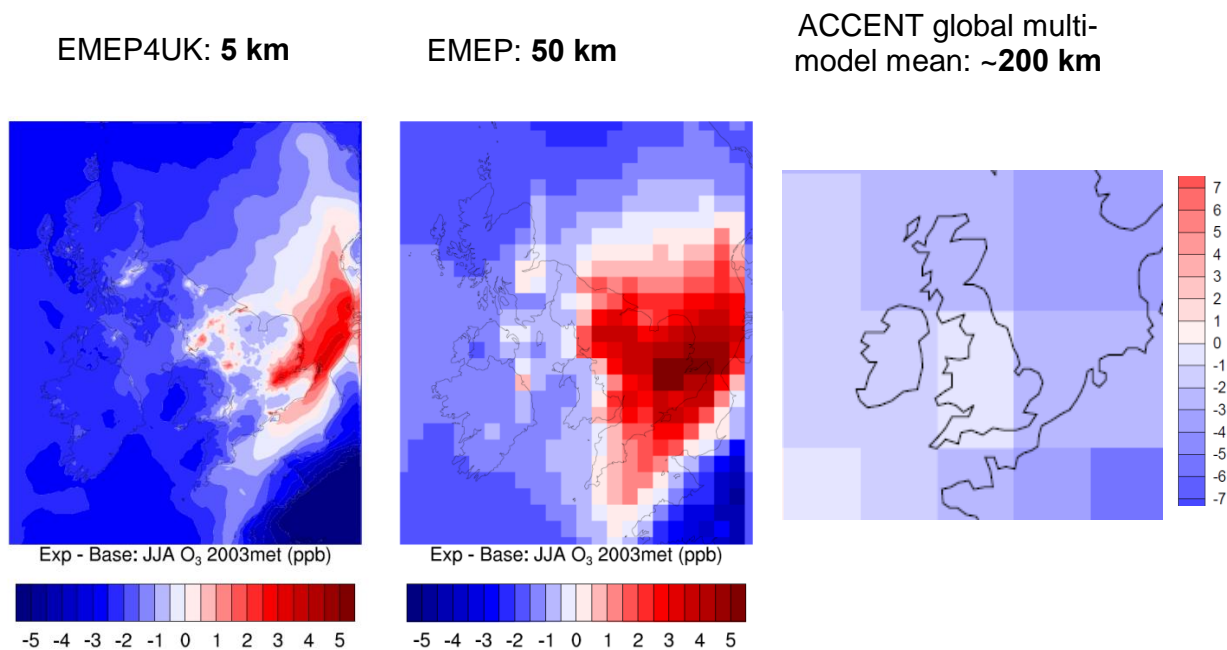 EMEP4UK: 5 km
EMEP: 50 km
ACCENT global multi-
model mean: ~200 km
7
6
5
4
3
2
1
0
-1
-2
-3
-4
-5
-6
-7
Exp - Base: JJA O₃ 2003met (ppb)
-5 -4 -3 -2 -1 0 1 2 3 4 5
Exp - Base: JJA O₃ 2003met (ppb)
-5 -4 -3 -2 -1 0 1 2 3 4 5